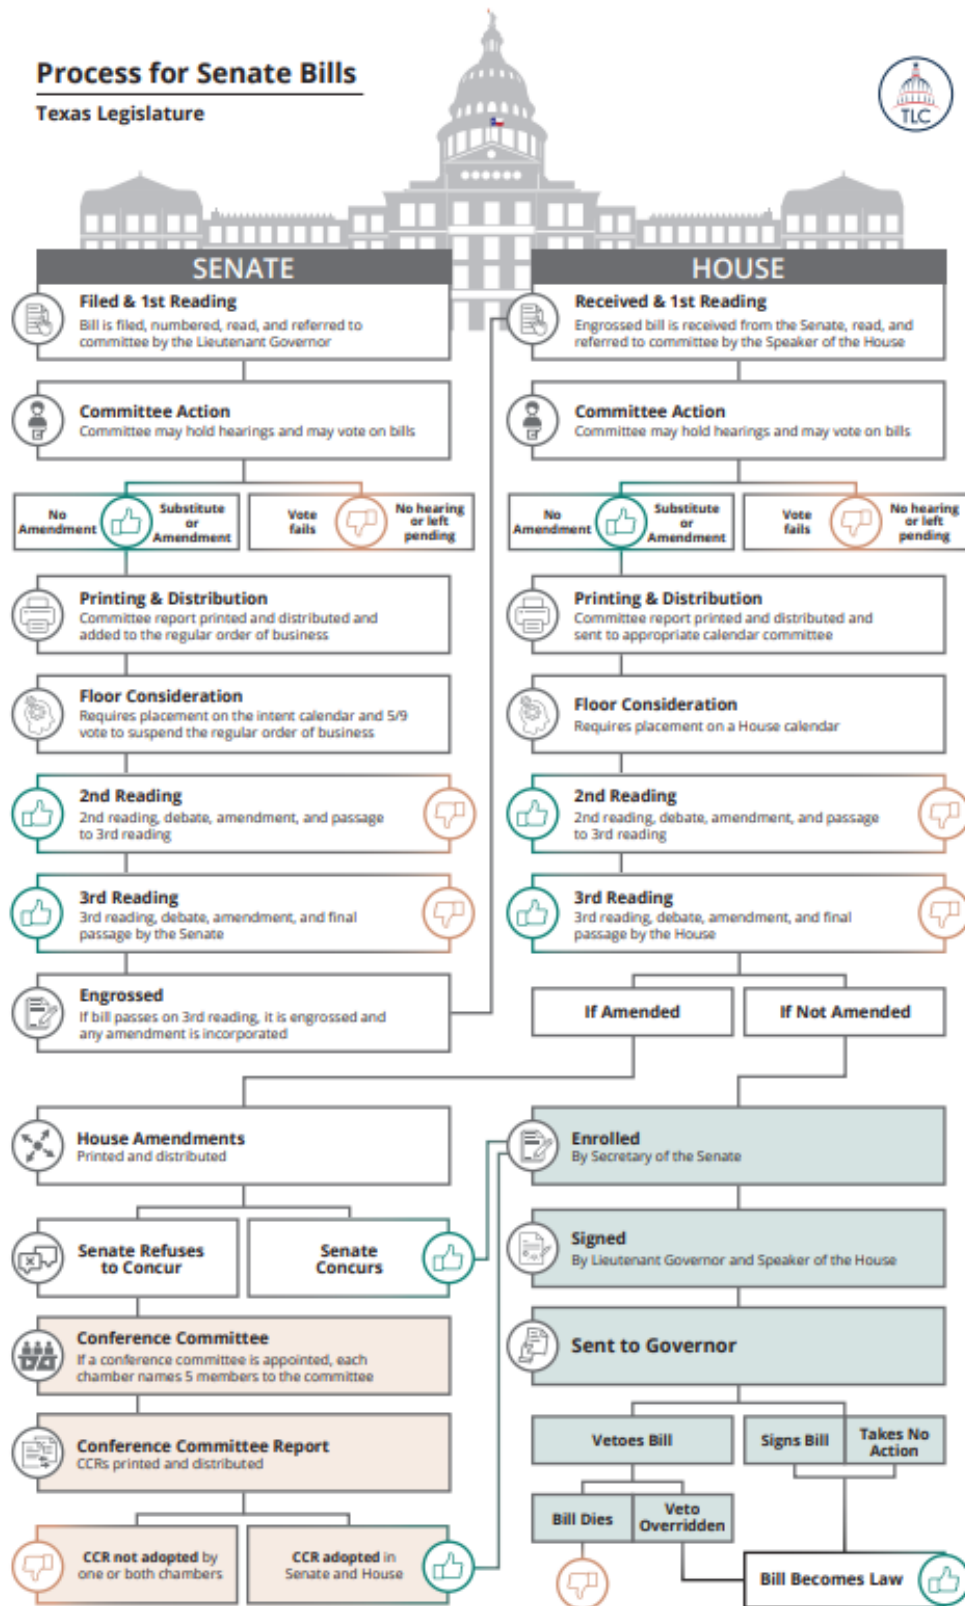 Process for Senate Bills
Texas Legislature
TLC
SENATE
Filed & 1st Reading
Bill is filed, numbered, read, and referred to
committee by the Lieutenant Governor
Committee Action
Committee may hold hearings and may vote on bills
No
Amendment
Substitute
or
Amendment
Vote
fails
No hearing
or left
pending
Printing & Distribution
Committee report printed and distributed and
added to the regular order of business
Floor Consideration
Requires placement on the intent calendar and 5/9
vote to suspend the regular order of business
2nd Reading
2nd reading, debate, amendment, and passage
to 3rd reading
3rd Reading
3rd reading, debate, amendment, and final
passage by the Senate
Engrossed
If bill passes on 3rd reading, it is engrossed and
any amendment is incorporated
HOUSE
Received & 1st Reading
Engrossed bill is received from the Senate, read, and
referred to committee by the Speaker of the House
Committee Action
Committee may hold hearings and may vote on bills
No
Amendment
Substitute
or
Amendment
Vote
fails
No hearing
or left
pending
Printing & Distribution
Committee report printed and distributed and
sent to appropriate calendar committee
Floor Consideration
Requires placement on a House calendar
2nd Reading
2nd reading, debate, amendment, and passage
to 3rd reading
3rd Reading
3rd reading, debate, amendment, and final
passage by the House
If Amended
If Not Amended
House Amendments
Printed and distributed
Senate Refuses
to Concur
Senate
Concurs
Conference Committee
If a conference committee is appointed, each
chamber names 5 members to the committee
Conference Committee Report
CCRs printed and distributed
CCR not adopted by
one or both chambers
CCR adopted in
Senate and House
Enrolled
By Secretary of the Senate
Signed
By Lieutenant Governor and Speaker of the House
Sent to Governor
Vetoes Bill
Signs Bill
Takes No
Action
Bill Dies
Veto
Overridden
Bill Becomes Law